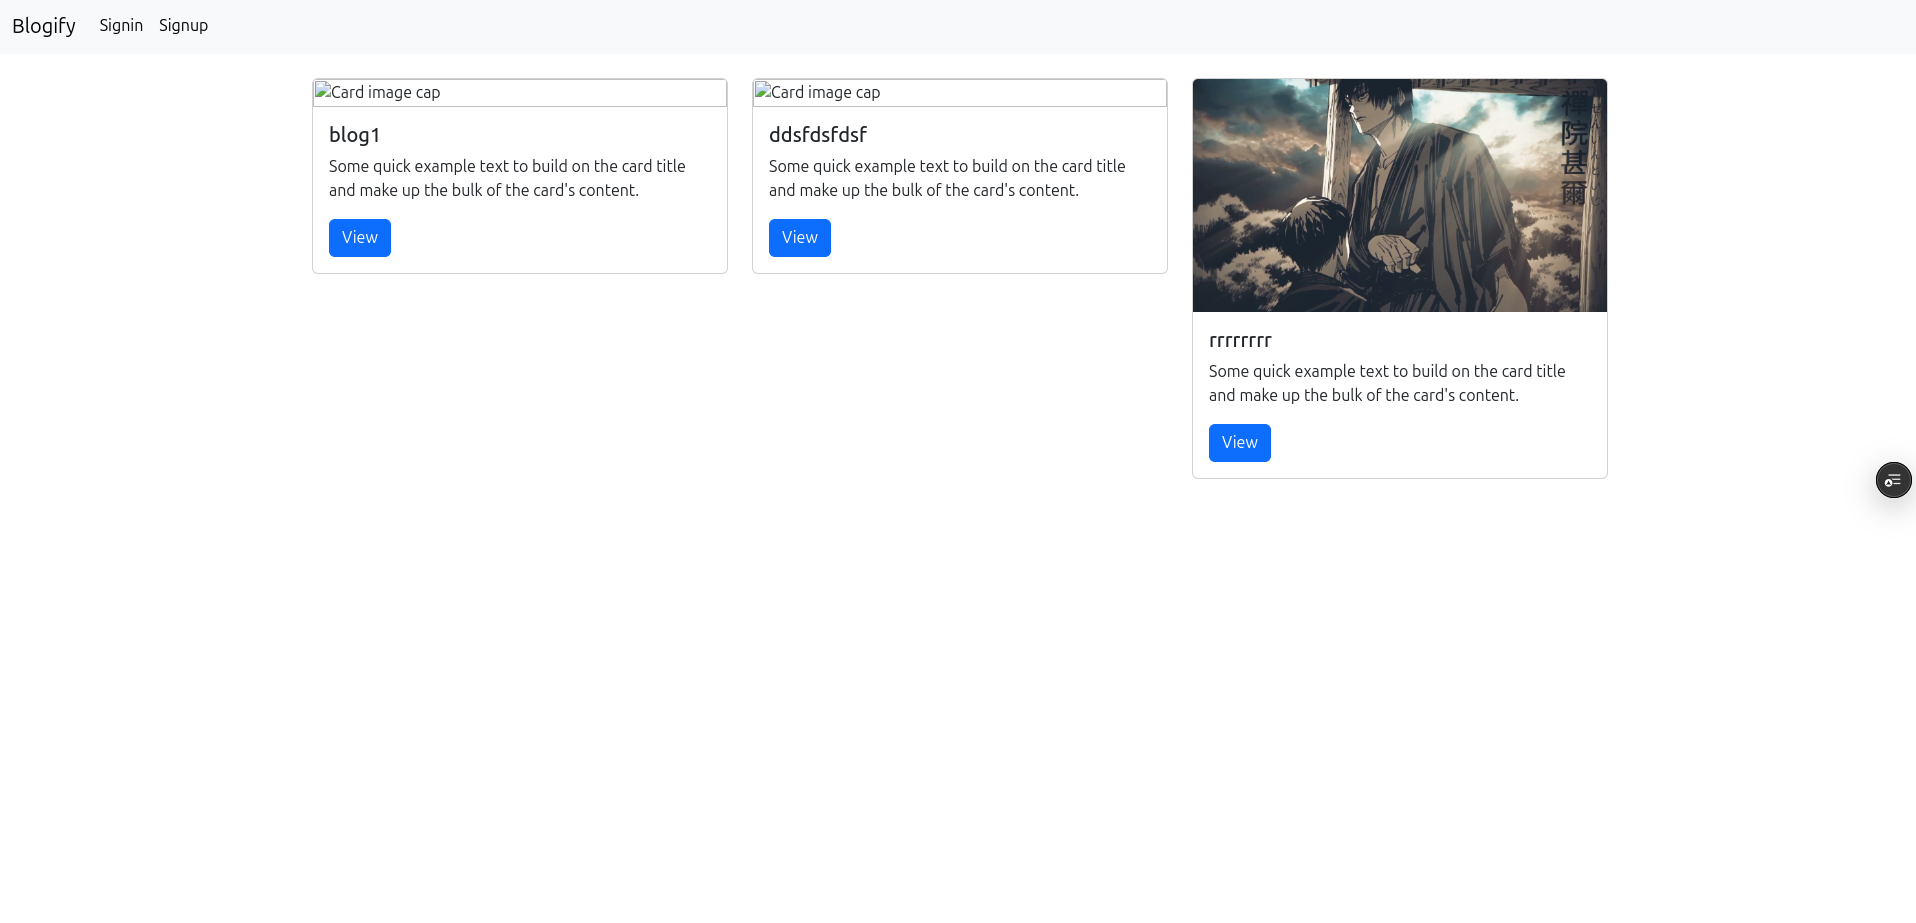 Blogify Signin Signup
Card image cap
blog1
Some quick example text to build on the card title
and make up the bulk of the card's content.
View
Card image cap
ddsfdsfdsf
Some quick example text to build on the card title
and make up the bulk of the card's content.
View
禪院甚爾
rrrrrrrr
Some quick example text to build on the card title
and make up the bulk of the card's content.
View